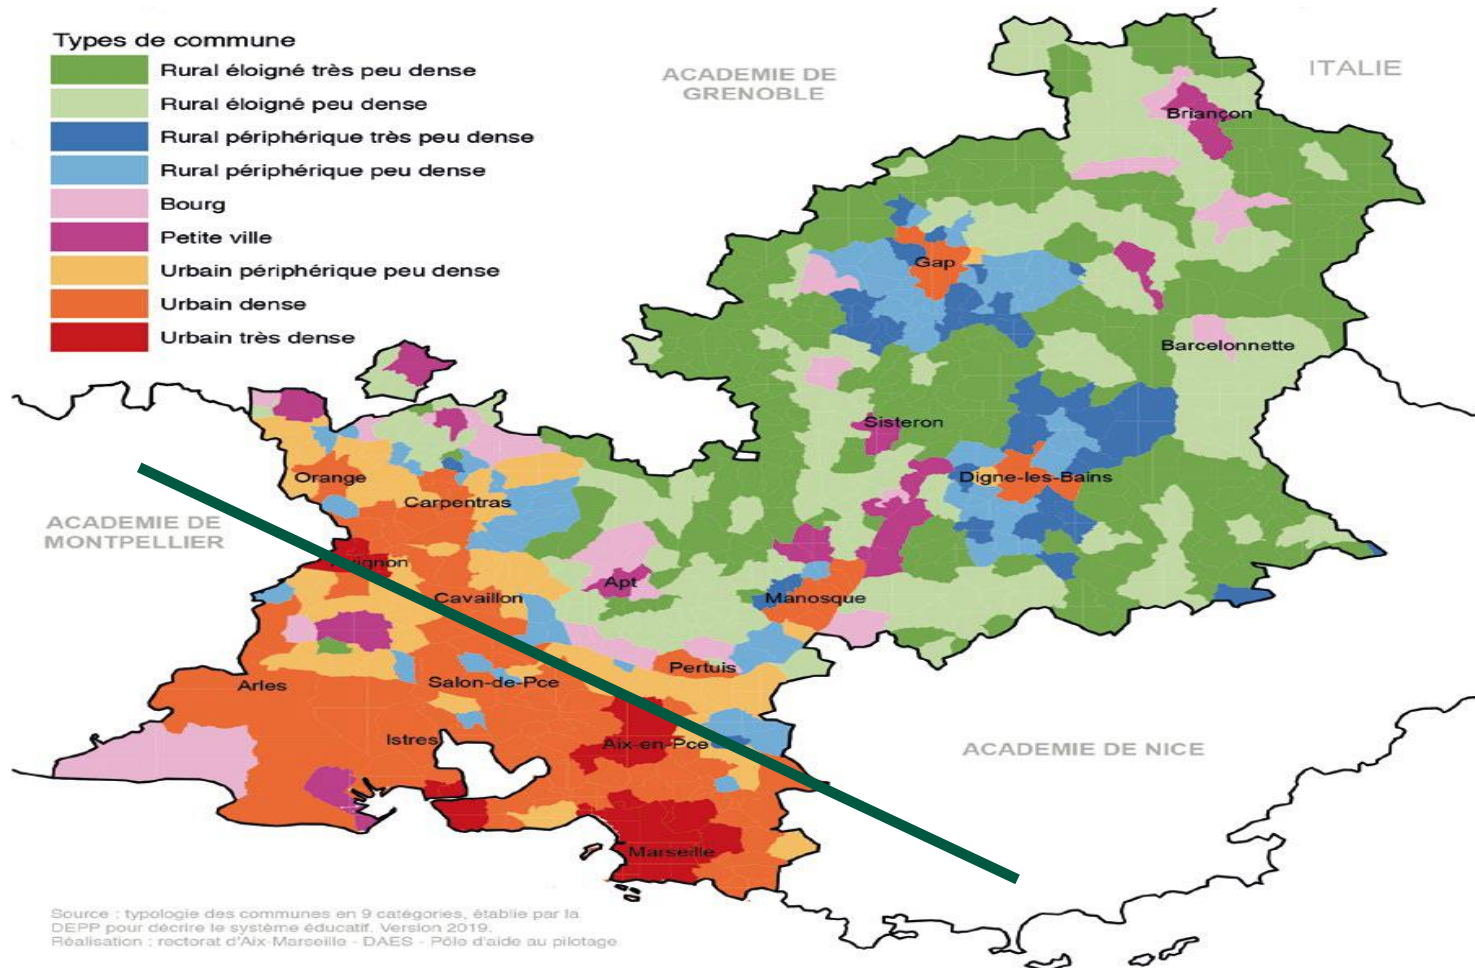 Types de commune
Rural éloigné très peu dense
Rural éloigné peu dense
Rural périphérique très peu dense
Rural périphérique peu dense
Bourg
Petite ville
Urbain périphérique peu dense
Urbain dense
Urbain très dense
ACADEMIE DE
GRENOBLE
ITALIE
Briançon
Gap
Barcelonnette
Sisteron
Digne-les-Bains
Orange
Carpentras
ACADEMIE DE
MONTPELLIER
Avignon
Apt
Cavaillon
Manosque
Pertuis
Arles
Salon-de-Pce
Istres
Aix-en-Pce
ACADEMIE DE NICE
Marseille
Source : typologie des communes en 9 catégories, établie par la
DEPP pour décrire le système éducatif. Version 2019.
Réalisation : rectorat d'Aix-Marseille - DAES - Pôle d'aide au pilotage